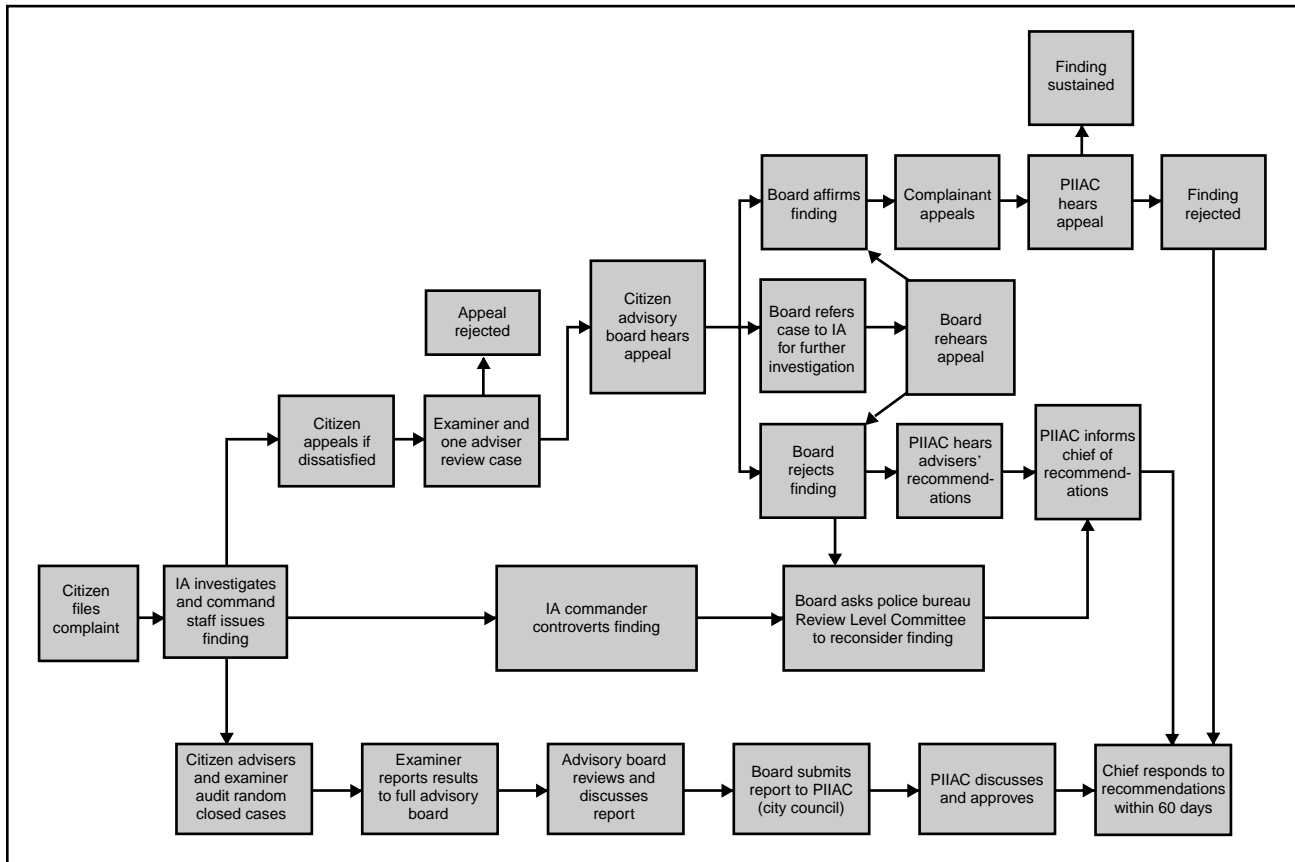 Finding
sustained
Board affirms
finding
Complainant
appeals
PIIAC
hears
appeal
Finding
rejected
Citizen
advisory
board hears
appeal
Appeal
rejected
Board refers
case to IA
for further
investigation
Board
rehears
appeal
Citizen
appeals if
dissatisfied
Examiner and
one adviser
review case
Board
rejects
finding
PIIAC hears
advisers’
recommend-
ations
PIIAC informs
chief of
recommend-
ations
Citizen
files
complaint
IA investigates
and command
staff issues
finding
IA commander
controverts finding
Board asks police bureau
Review Level Committee
to reconsider finding
Citizen advisers
and examiner
audit random
closed cases
Examiner
reports results
to full advisory
board
Advisory board
reviews and
discusses
report
Board submits
report to PIIAC
(city council)
PIIAC discusses
and approves
Chief responds to
recommendations
within 60 days